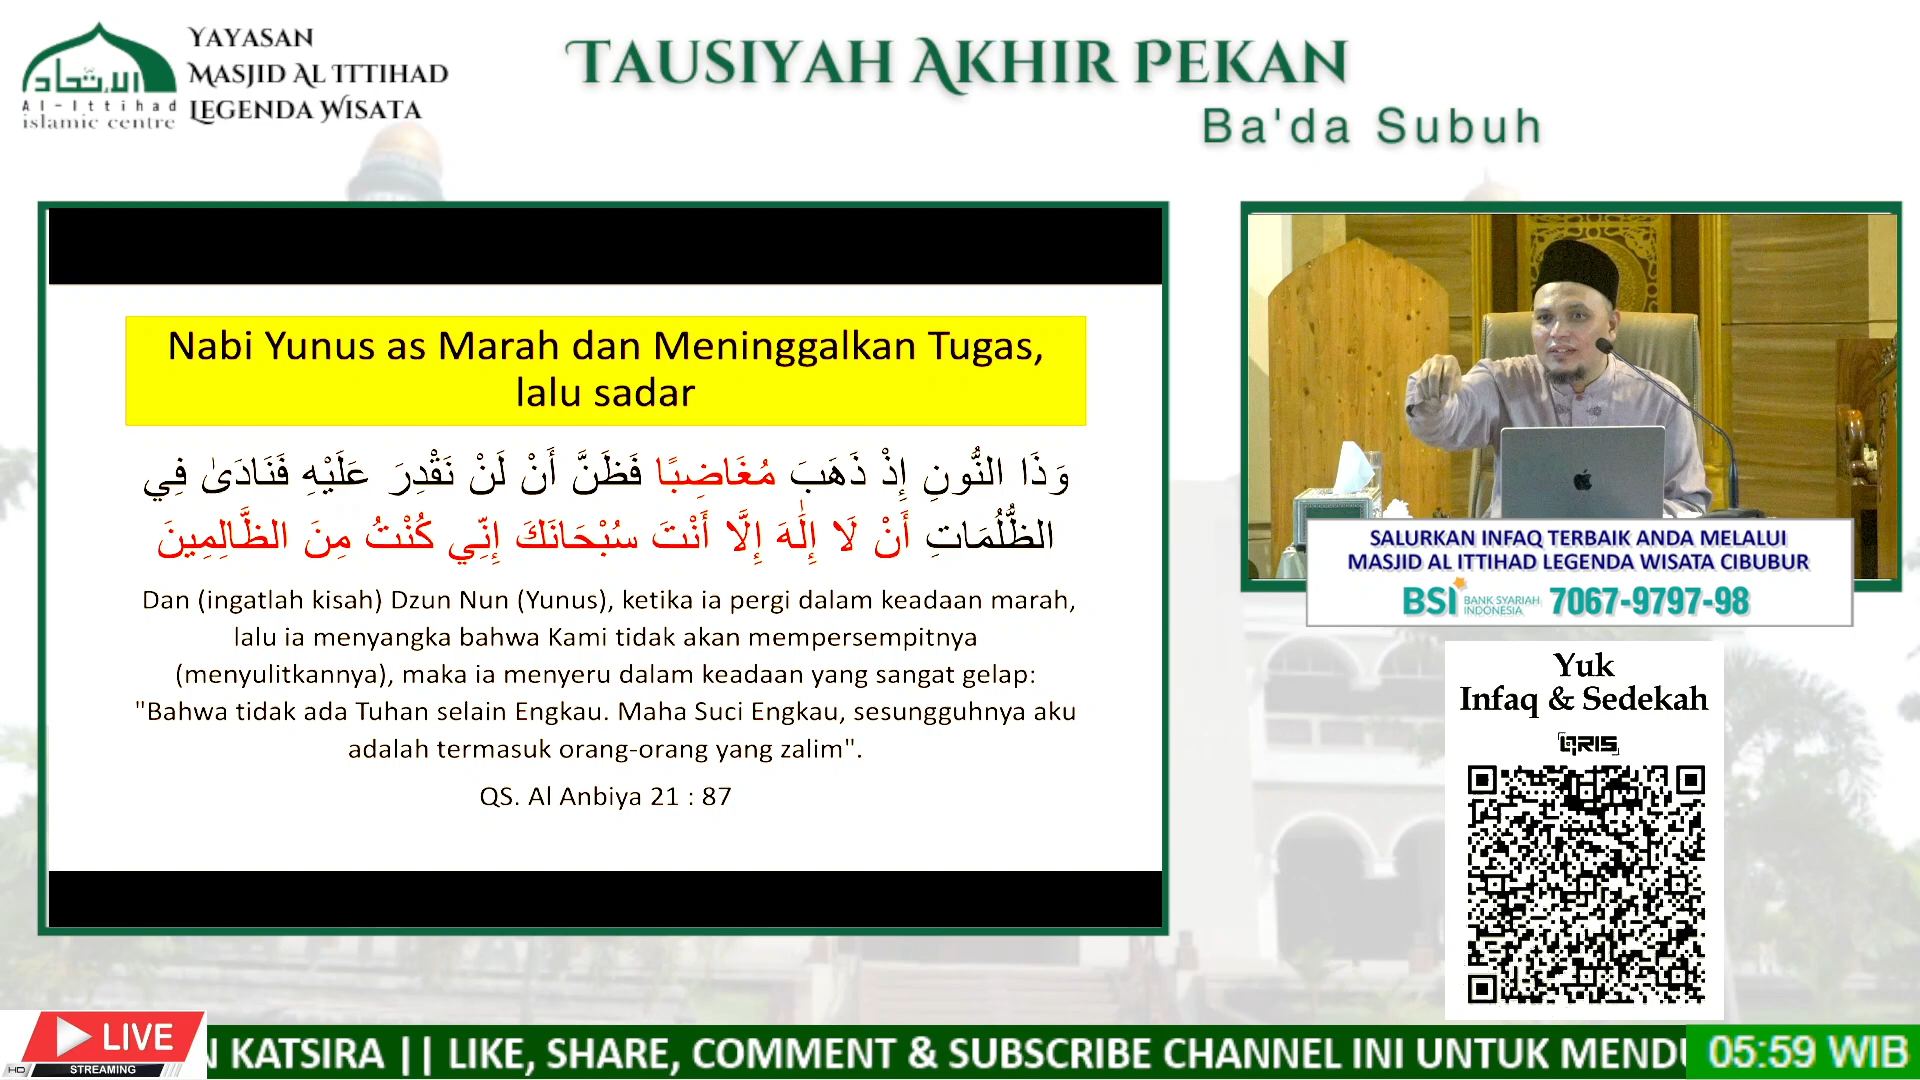 الإتحاد
Al-Ittihad
islamic centre
YAYASAN
MASJID AL ITTIHAD
LEGENDA WISATA
TAUSIYAH AKHIR PEKAN
Ba'da Subuh
Nabi Yunus as Marah dan Meninggalkan Tugas,
lalu sadar
وَذَا النُّونِ إِذْ ذَهَبَ مُغَاضِبًا فَظَنَّ أَنْ لَنْ نَقْدِرَ عَلَيْهِ فَنَادَىٰ فِي
الظُّلُمَاتِ أَنْ لَا إِلَٰهَ إِلَّا أَنْتَ سُبْحَانَكَ إِنِّي كُنْتُ مِنَ الظَّالِمِينَ
Dan (ingatlah kisah) Dzun Nun (Yunus), ketika ia pergi dalam keadaan marah,
lalu ia menyangka bahwa Kami tidak akan mempersempitnya
(menyulitkannya), maka ia menyeru dalam keadaan yang sangat gelap:
"Bahwa tidak ada Tuhan selain Engkau. Maha Suci Engkau, sesungguhnya aku
adalah termasuk orang-orang yang zalim".
QS. Al Anbiya 21 : 87
SALURKAN INFAQ TERBAIK ANDA MELALUI
MASJID AL ITTIHAD LEGENDA WISATA CIBUBUR
BSI BANK SYARIAH INDONESIA 7067-9797-98
Yuk
Infaq & Sedekah
QRIS
LIVE
HD STREAMING
N KATSIRA || LIKE, SHARE, COMMENT & SUBSCRIBE CHANNEL INI UNTUK MENDU
05:59 WIB